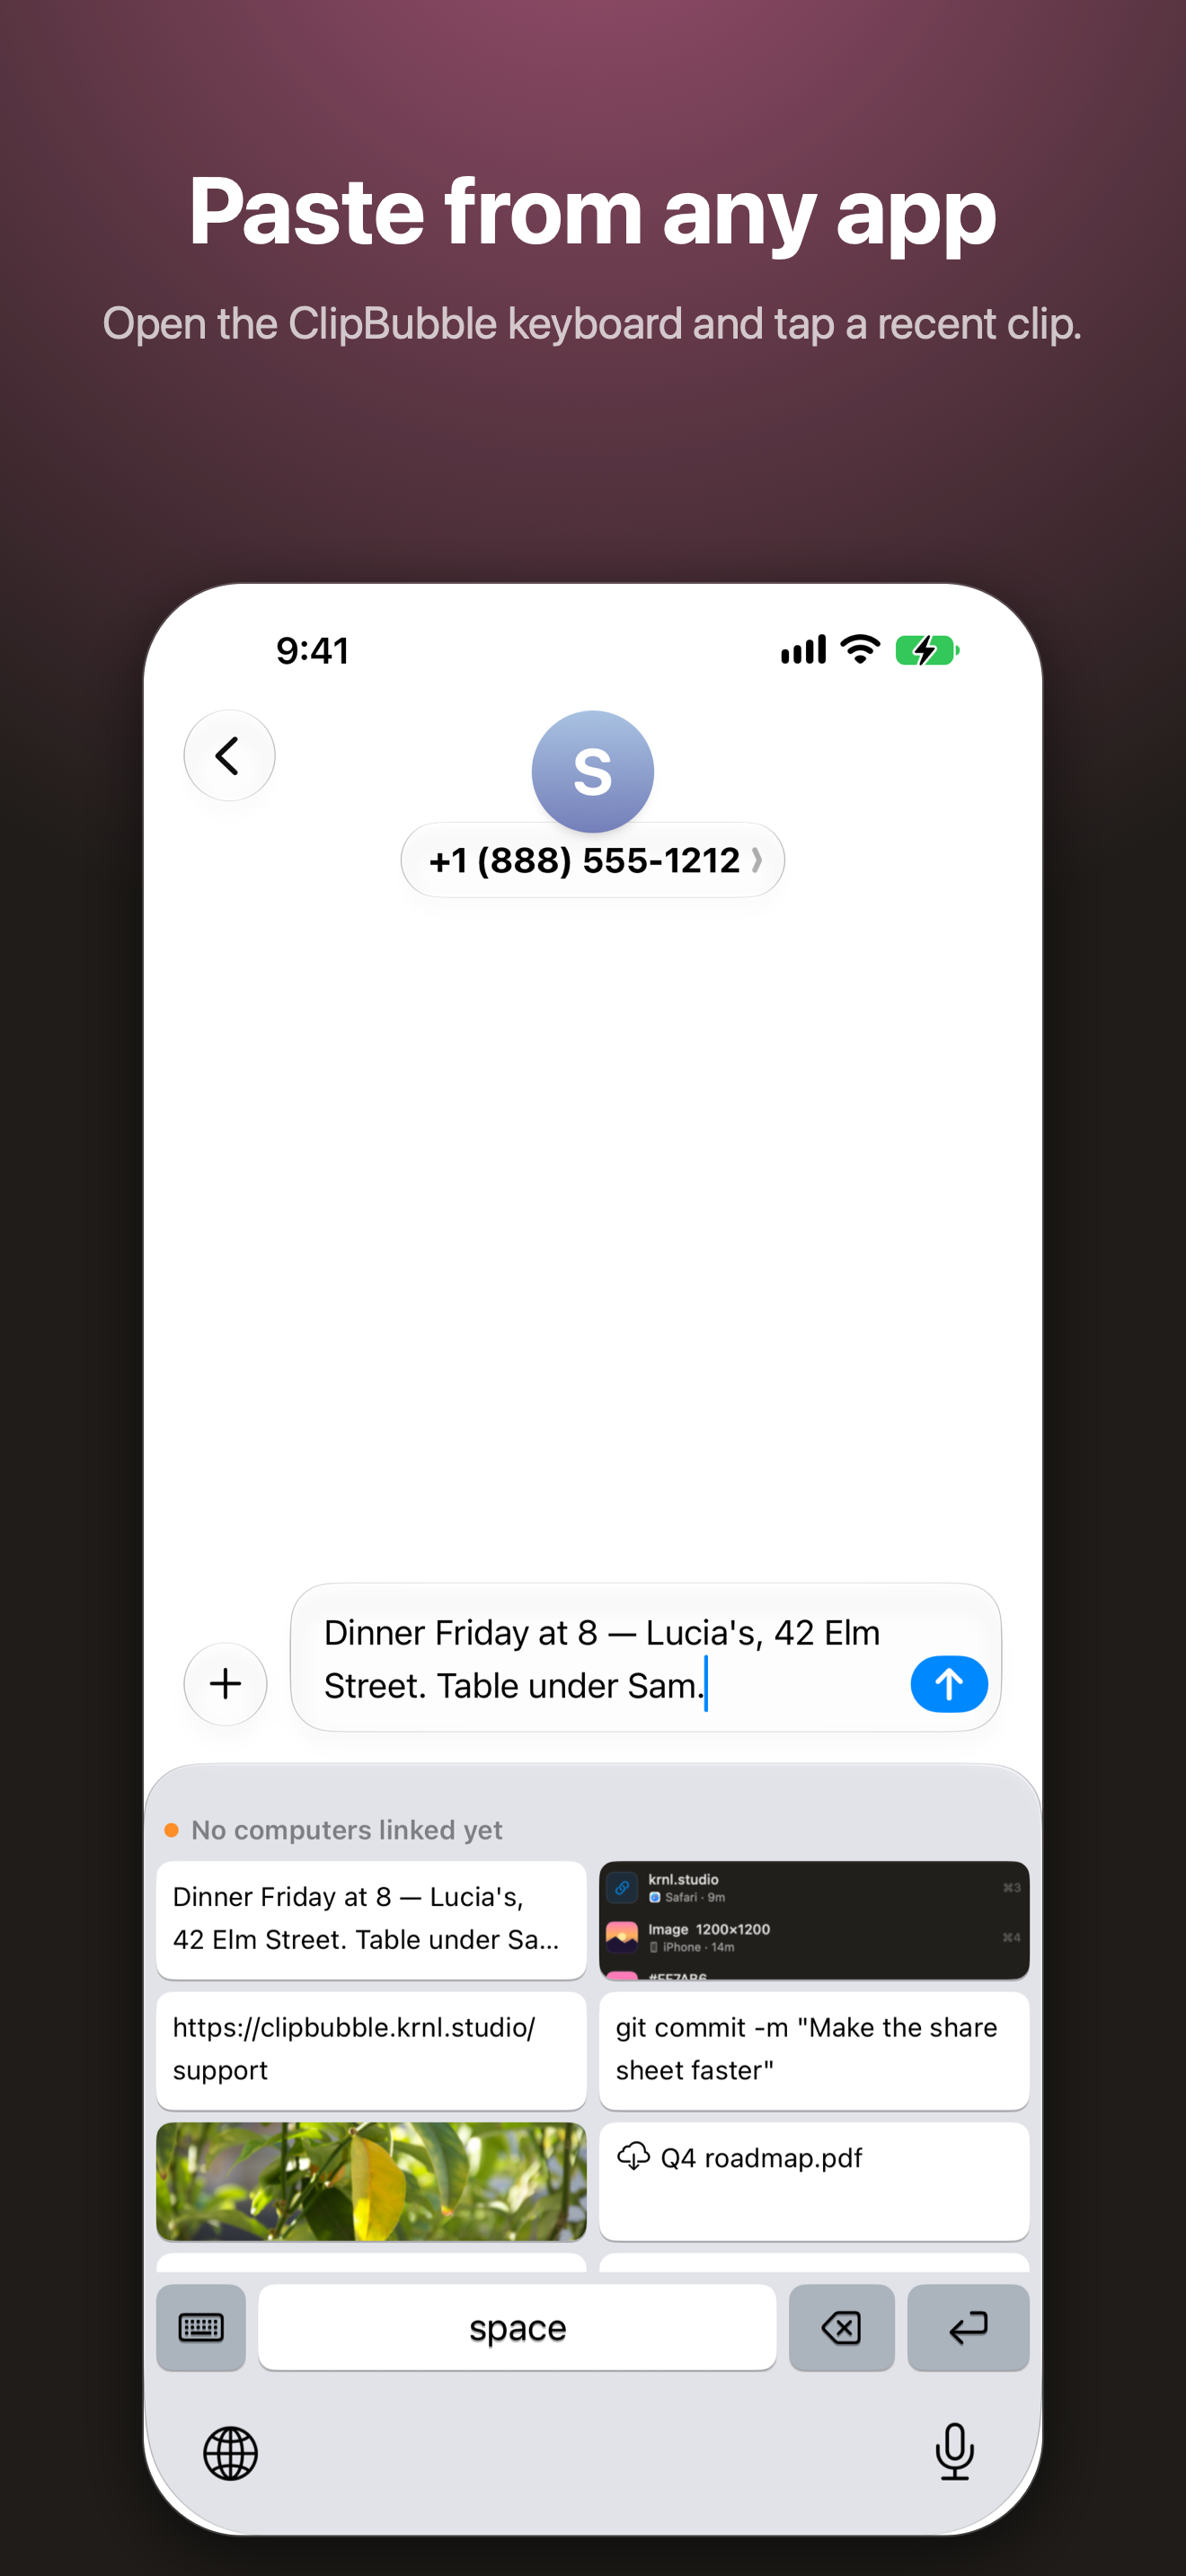 Paste from any app
Open the ClipBubble keyboard and tap a recent clip.
9:41
S
+1 (888) 555-1212
Dinner Friday at 8 — Lucia's, 42 Elm
Street. Table under Sam.
No computers linked yet
Dinner Friday at 8 — Lucia's,
42 Elm Street. Table under Sa...
krnl.studio
Safari · 9m
⌘3
Image 1200×1200
iPhone · 14m
⌘4
#FF7AB6
https://clipbubble.krnl.studio/
support
git commit -m "Make the share
sheet faster"
Q4 roadmap.pdf
space